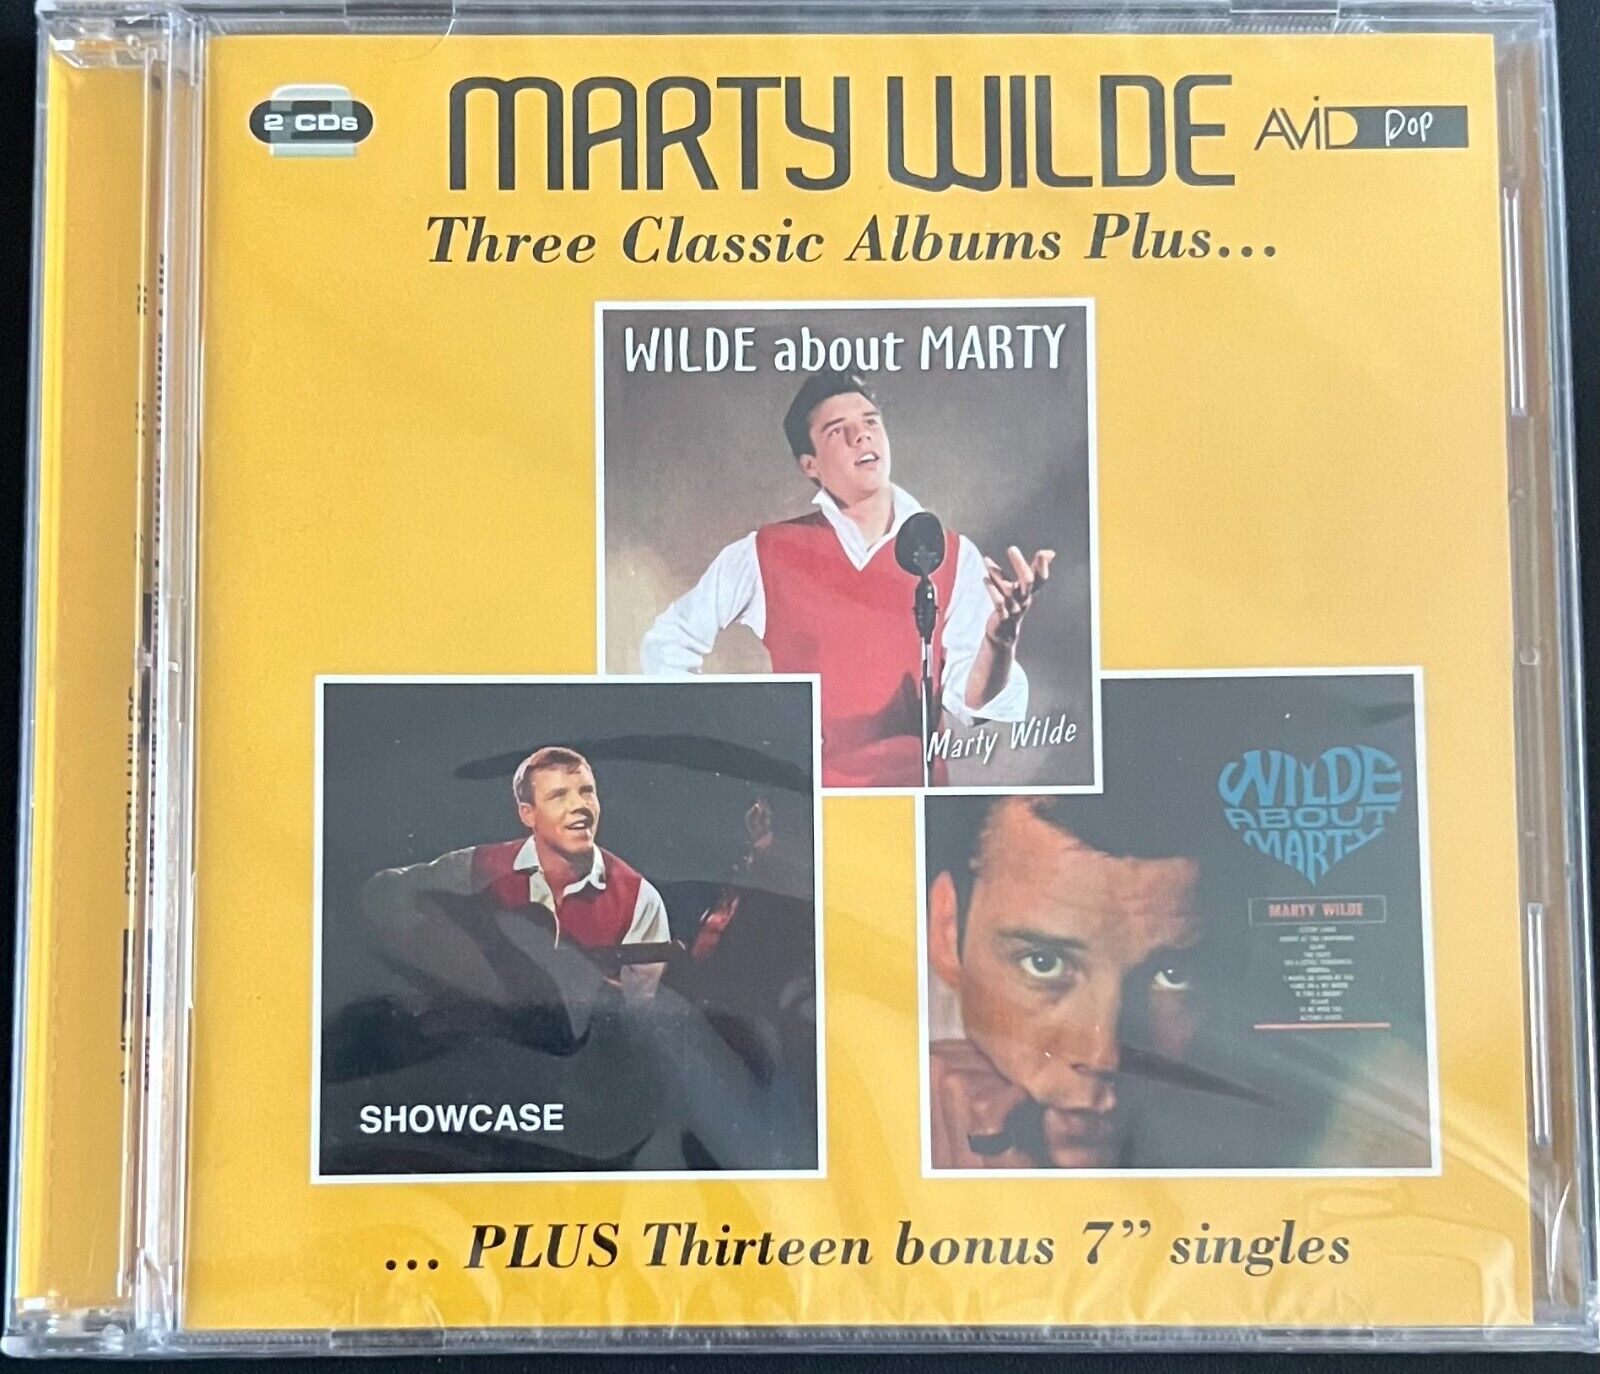 2 CDs
MARTY WILDE
AVID POP
Three Classic Albums Plus...
WILDE about MARTY
Marty Wilde
SHOWCASE
WILDE
ABOUT
MARTY
MARTY WILDE
... PLUS Thirteen bonus 7” singles